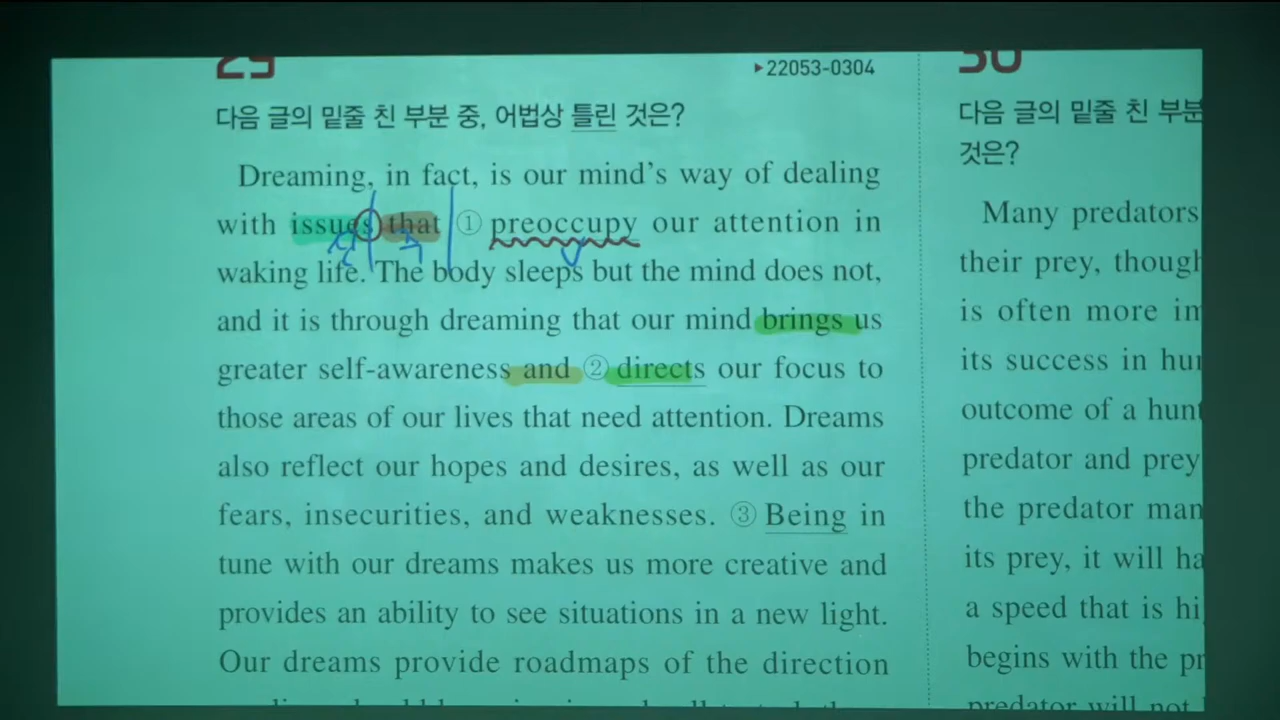 29
▶22053-0304
다음 글의 밑줄 친 부분 중, 어법상 틀린 것은?
Dreaming, in fact, is our mind's way of dealing
with issues that ① preoccupy our attention in
waking life. The body sleeps but the mind does not,
and it is through dreaming that our mind brings us
greater self-awareness and ② directs our focus to
those areas of our lives that need attention. Dreams
also reflect our hopes and desires, as well as our
fears, insecurities, and weaknesses. ③ Being in
tune with our dreams makes us more creative and
provides an ability to see situations in a new light.
Our dreams provide roadmaps of the direction
30
다음 글의 밑줄 친 부분
것은?
Many predators
their prey, though
is often more im
its success in hun
outcome of a hunt
predator and prey
the predator man
its prey, it will ha
a speed that is hi
begins with the pr
predator will not